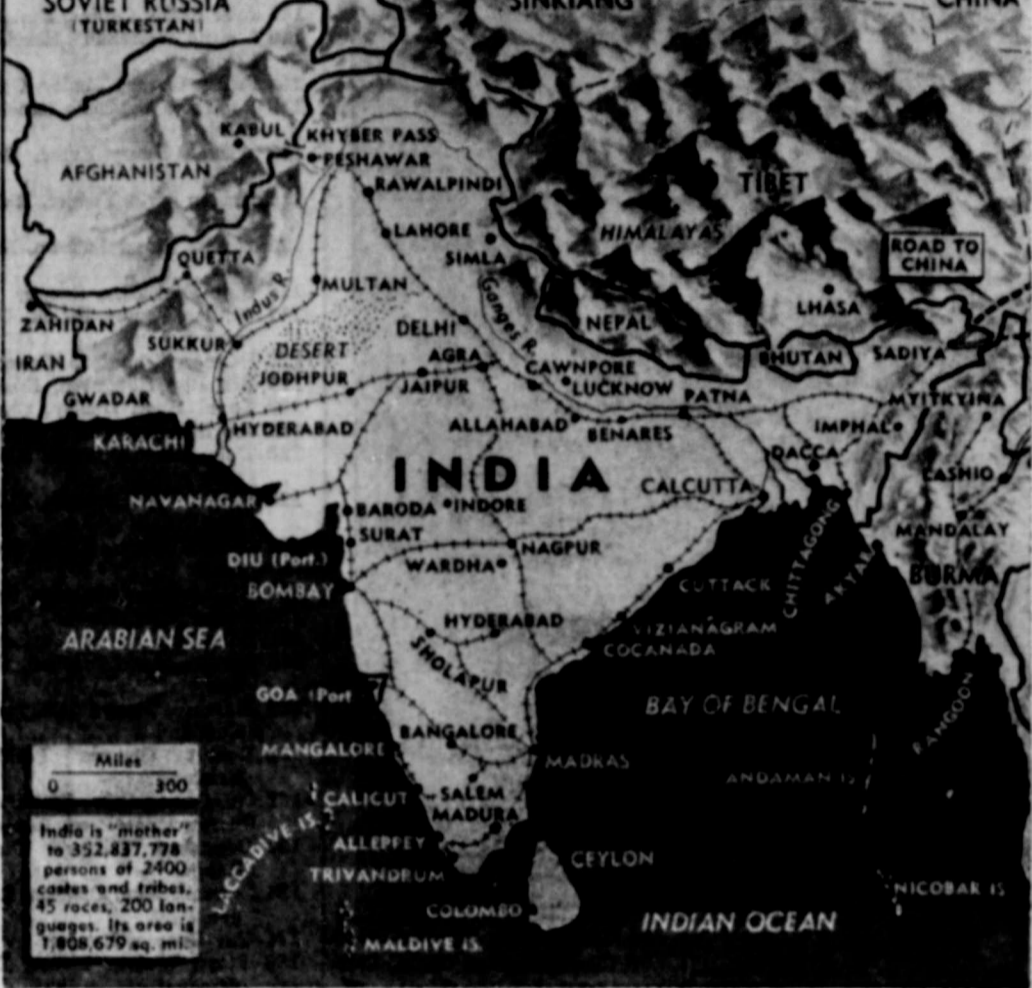 SOVIET RUSSIA
(TURKESTAN)
SINKIANG
CHINA
KABUL
KHYBER PASS
PESHAWAR
AFGHANISTAN
RAWALPINDI
TIBET
LAHORE
HIMALAYAS
SIMLA
ROAD TO
CHINA
QUETTA
MULTAN
Indus R.
Ganges R.
LHASA
ZAHIDAN
NEPAL
DELHI
SUKKUR
DESERT
IRAN
AGRA
BHUTAN
SADIYA
CAWNPORE
JODHPUR
JAIPUR
LUCKNOW
GWADAR
PATNA
MYITKYINA
HYDERABAD
ALLAHABAD
BENARES
IMPHAL
KARACHI
DACCA
INDIA
LASHIO
CALCUTTA
NAVANAGAR
BARODA
INDORE
SURAT
MANDALAY
CHITTAGONG
NAGPUR
DIU (Port.)
WARDHA
AKYAB
BURMA
BOMBAY
CUTTACK
HYDERABAD
VIZIANAGRAM
ARABIAN SEA
COCANADA
SHOLAPUR
GOA (Port
BAY OF BENGAL
RANGOON
BANGALORE
MANGALORE
MADRAS
Miles
0 300
ANDAMAN IS
CALICUT
SALEM
MADURA
LACCADIVE IS.
ALLEPPEY
CEYLON
TRIVANDRUM
NICOBAR IS
COLOMBO
INDIAN OCEAN
MALDIVE IS.
India is "mother"
to 352,837,778
persons of 2400
castes and tribes,
45 races, 200 lan-
guages. Its area is
1,808,679 sq. mi.